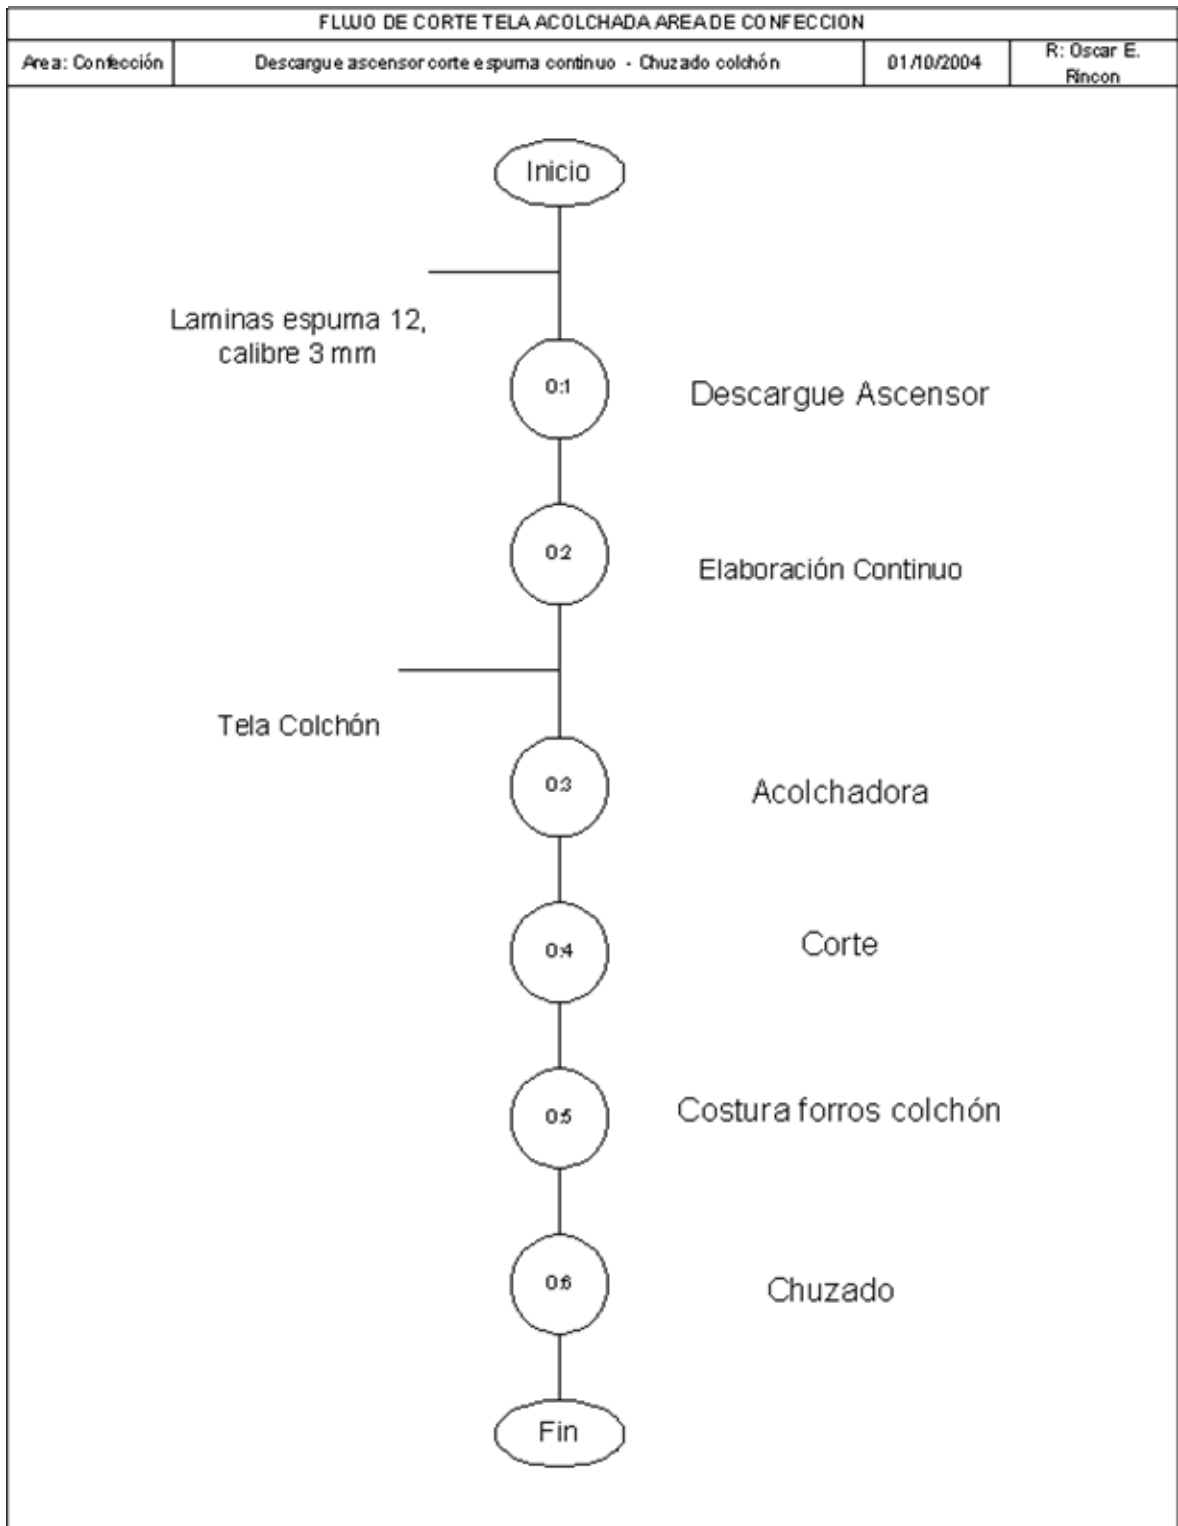 FLUJO DE CORTE TELA ACOLCHADA AREA DE CONFECCION
Area: Confección
Descargue ascensor corte espuma continuo - Chuzado colchón
01/10/2004
R: Oscar E.
Rincon
Inicio
Laminas espuma 12,
calibre 3 mm
0:1
Descargue Ascensor
0:2
Elaboración Continuo
Tela Colchón
0:3
Acolchadora
0:4
Corte
0:5
Costura forros colchón
0:6
Chuzado
Fin